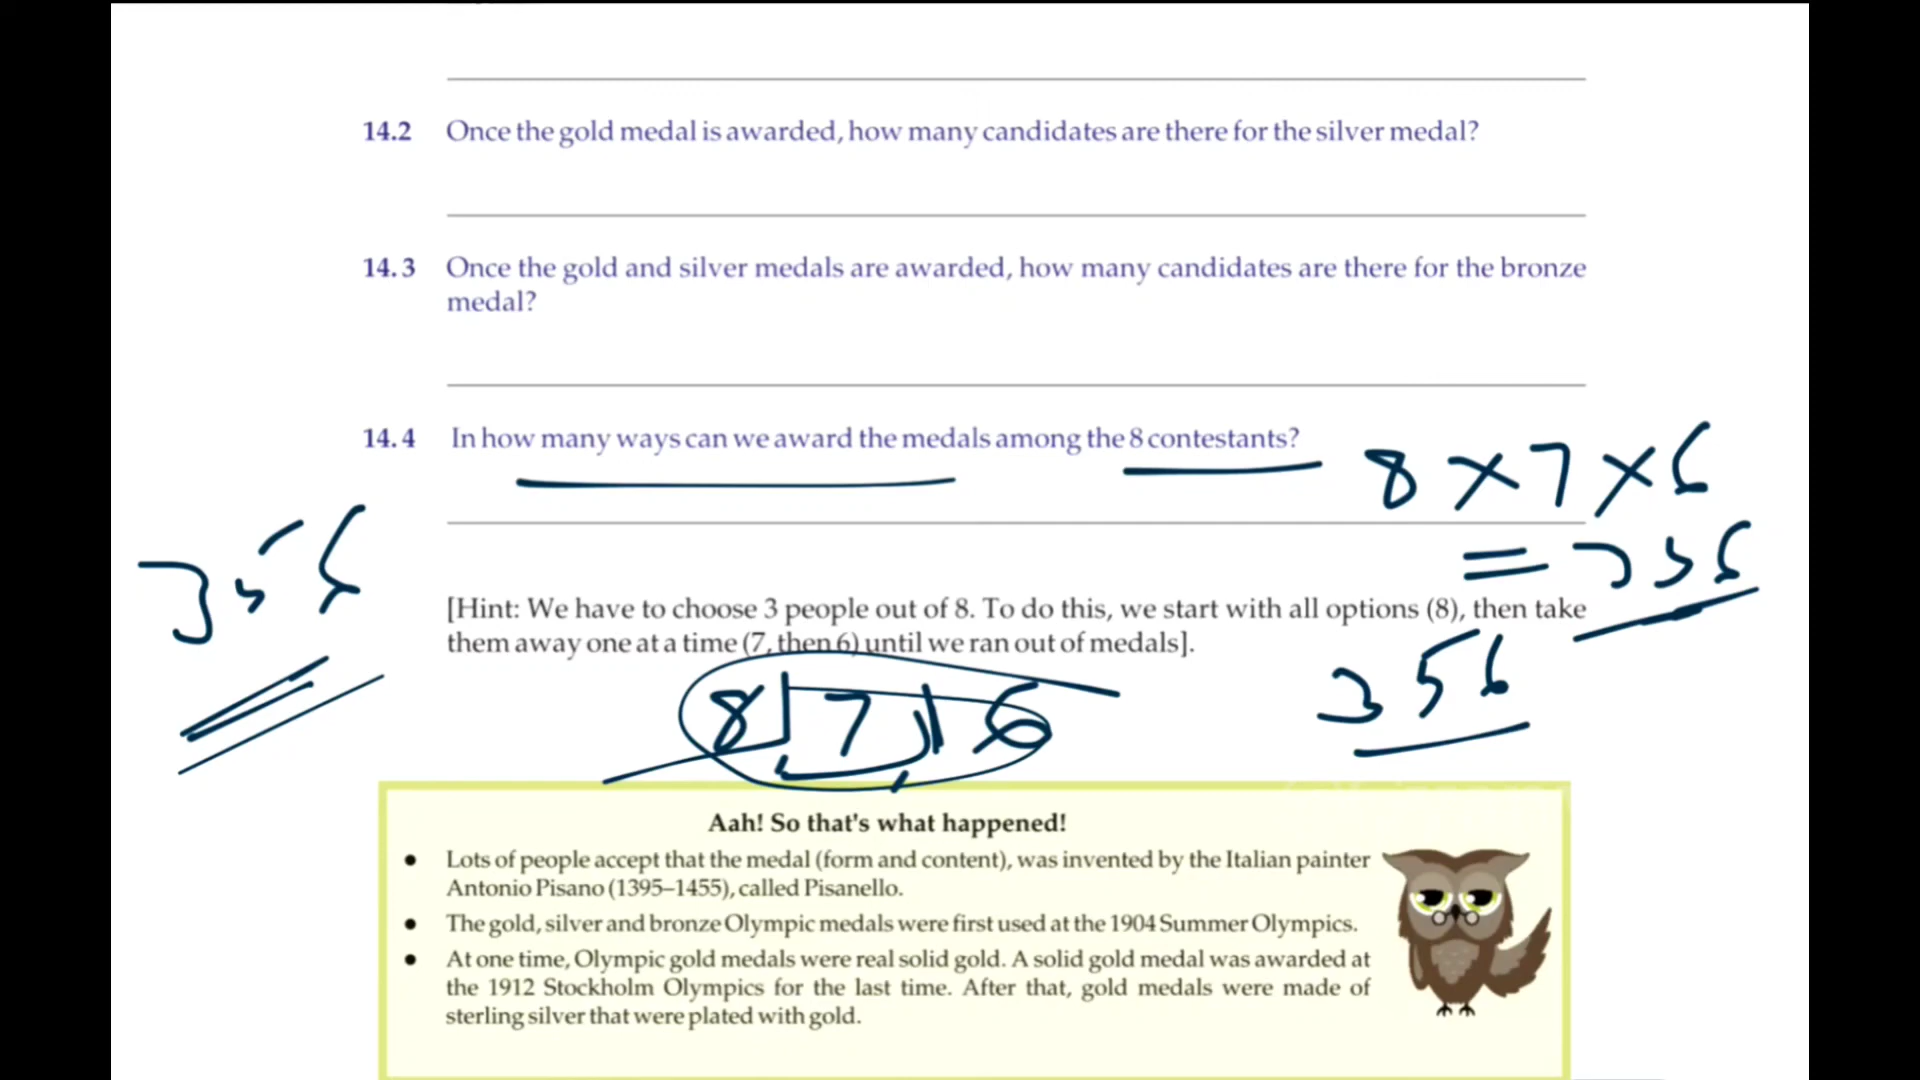 14.2 Once the gold medal is awarded, how many candidates are there for the silver medal?
14.3 Once the gold and silver medals are awarded, how many candidates are there for the bronze
medal?
14.4 In how many ways can we award the medals among the 8 contestants?
8 × 7 × 6
= 356
356
[Hint: We have to choose 3 people out of 8. To do this, we start with all options (8), then take
them away one at a time (7, then 6) until we ran out of medals].
356
8 7 6
Aah! So that's what happened!
● Lots of people accept that the medal (form and content), was invented by the Italian painter
Antonio Pisano (1395–1455), called Pisanello.
● The gold, silver and bronze Olympic medals were first used at the 1904 Summer Olympics.
● At one time, Olympic gold medals were real solid gold. A solid gold medal was awarded at
the 1912 Stockholm Olympics for the last time. After that, gold medals were made of
sterling silver that were plated with gold.